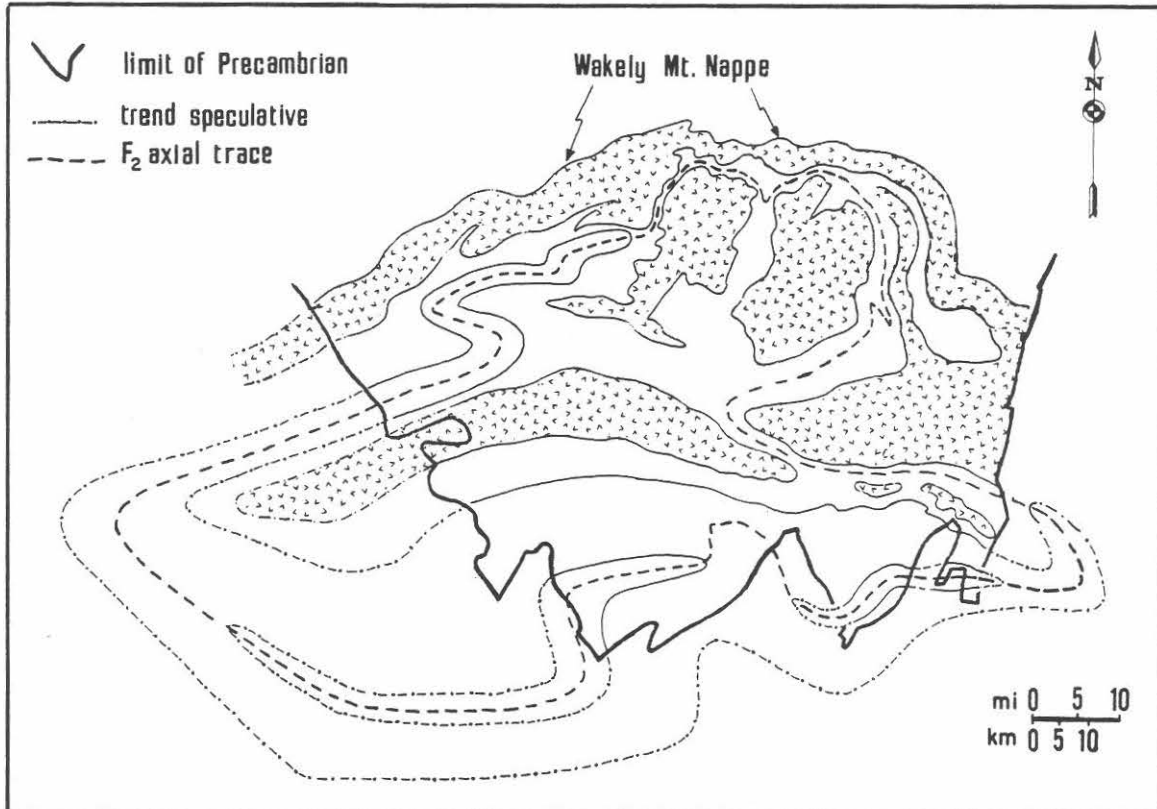 limit of Precambrian
trend speculative
F₂ axial trace
Wakely Mt. Nappe
N
mi 0 5 10
km 0 5 10